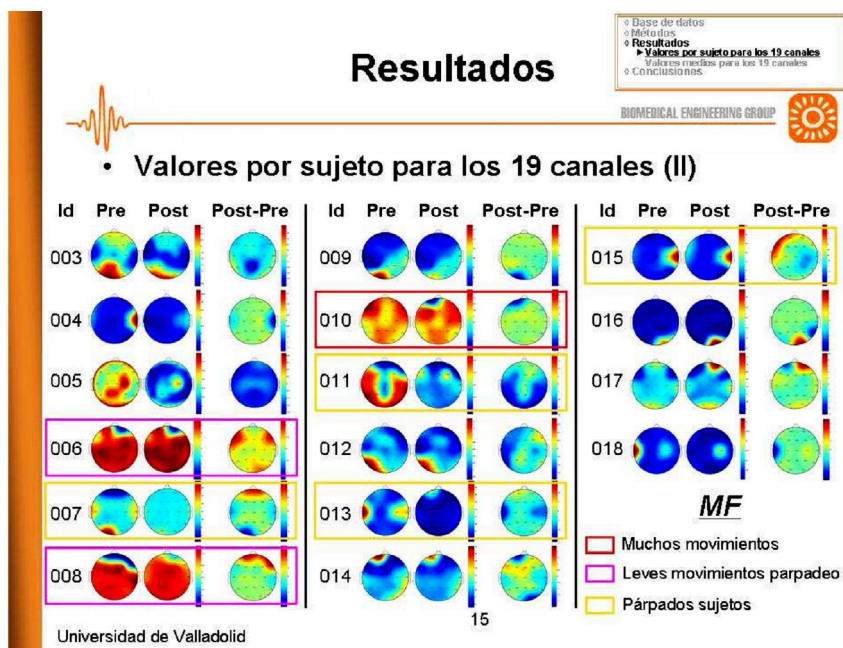 ◊ Base de datos
◊ Métodos
◊ Resultados
► Valores por sujeto para los 19 canales
Valores medios para los 19 canales
◊ Conclusiones
Resultados
BIOMEDICAL ENGINEERING GROUP
• Valores por sujeto para los 19 canales (II)
Id Pre Post Post-Pre
003
004
005
006
007
008
Id Pre Post Post-Pre
009
010
011
012
013
014
Id Pre Post Post-Pre
015
016
017
018
MF
Muchos movimientos
Leves movimientos parpadeo
Párpados sujetos
15
Universidad de Valladolid